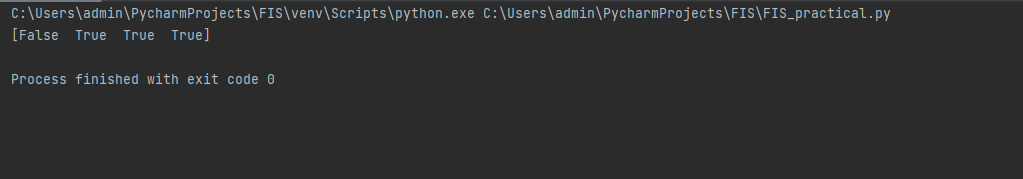 C:\Users\admin\PycharmProjects\FIS\venv\Scripts\python.exe C:\Users\admin\PycharmProjects\FIS\FIS_practical.py
[False  True  True  True]
Process finished with exit code 0